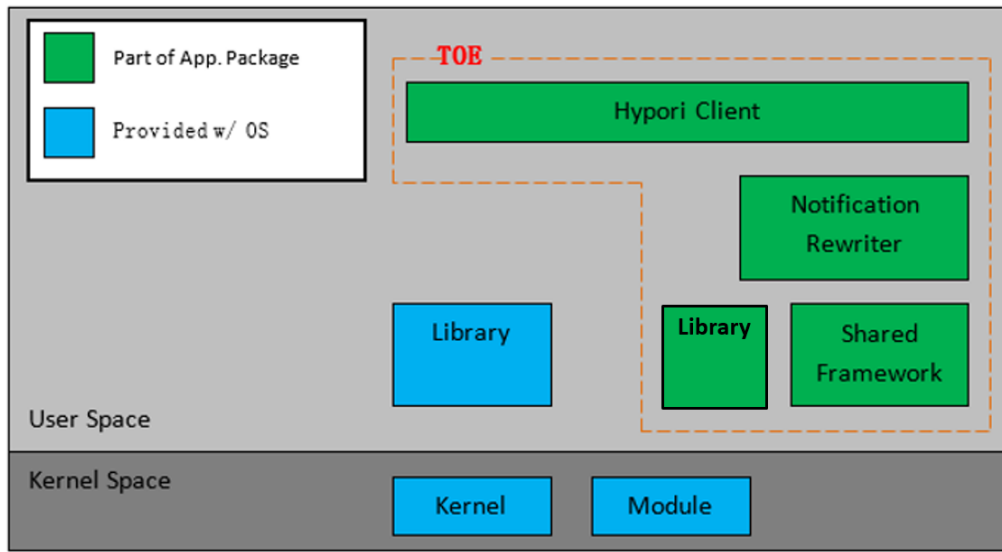 Part of App. Package
Provided w/ OS
TOE
Hypori Client
Notification
Rewriter
Library
Library
Shared
Framework
User Space
Kernel Space
Kernel
Module